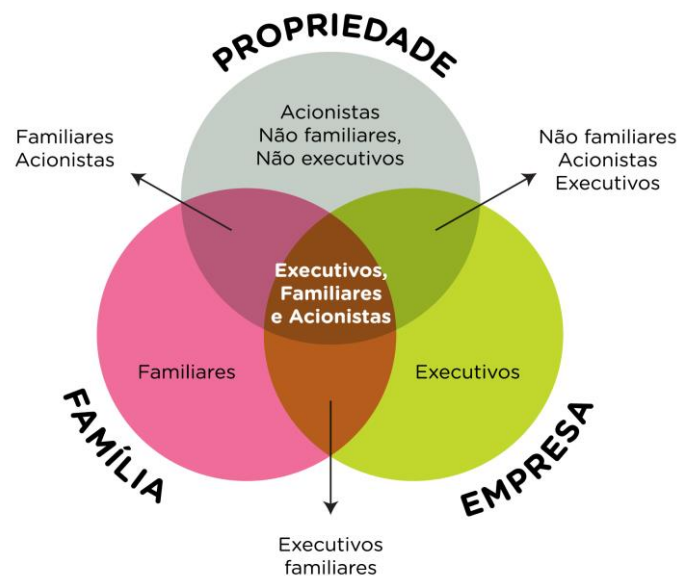 PROPRIEDADE
Acionistas
Não familiares,
Não executivos
Familiares
Acionistas
Não familiares
Acionistas
Executivos
Executivos,
Familiares
e Acionistas
Familiares
Executivos
FAMÍLIA
EMPRESA
Executivos
familiares